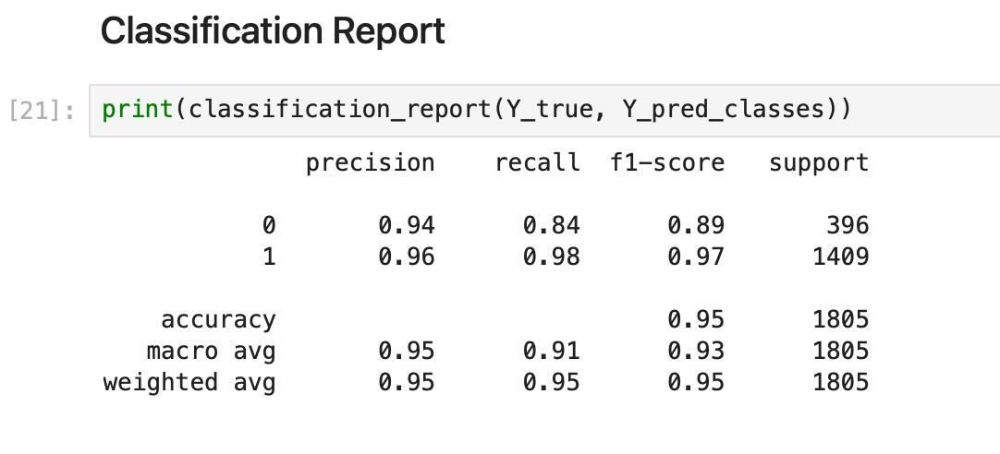 Classification Report
[21]: print(classification_report(Y_true, Y_pred_classes))
precision recall f1-score support
0 0.94 0.84 0.89 396
1 0.96 0.98 0.97 1409
accuracy 0.95 1805
macro avg 0.95 0.91 0.93 1805
weighted avg 0.95 0.95 0.95 1805